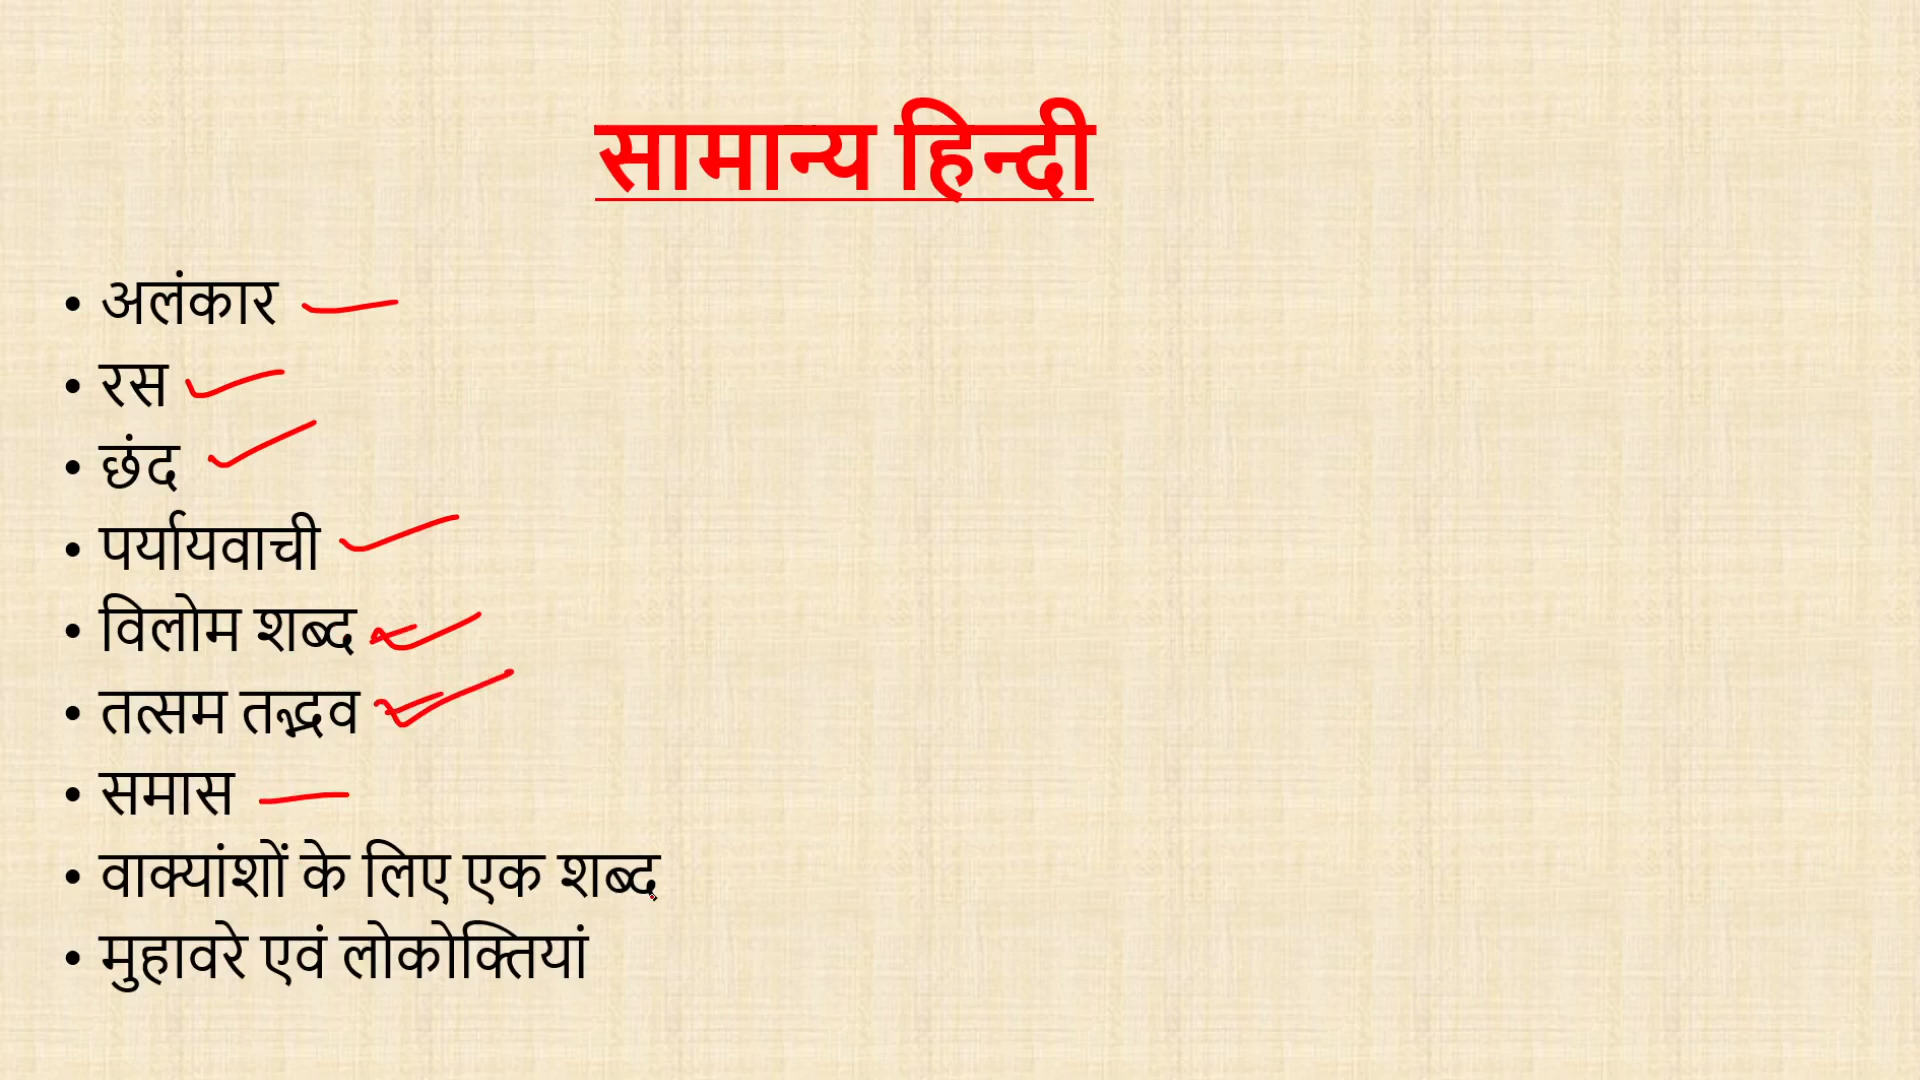 सामान्य हिन्दी
• अलंकार
• रस
• छंद
• पर्यायवाची
• विलोम शब्द
• तत्सम तद्भव
• समास
• वाक्यांशों के लिए एक शब्द
• मुहावरे एवं लोकोक्तियां